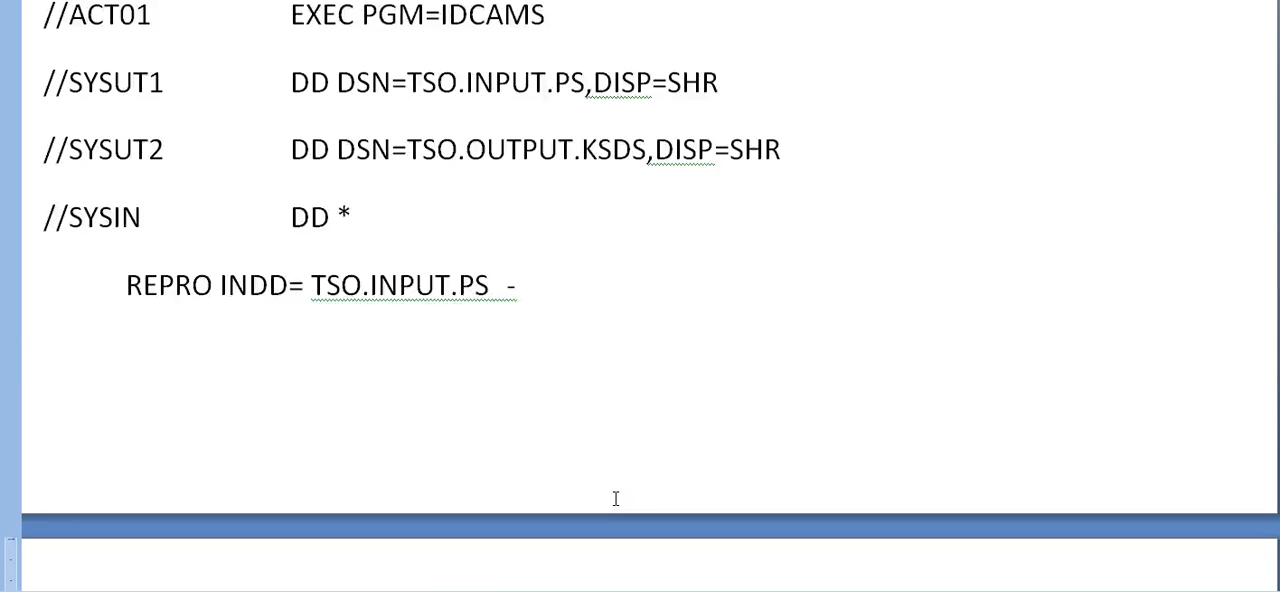 //ACT01 EXEC PGM=IDCAMS
//SYSUT1 DD DSN=TSO.INPUT.PS,DISP=SHR
//SYSUT2 DD DSN=TSO.OUTPUT.KSDS,DISP=SHR
//SYSIN DD *
REPRO INDD= TSO.INPUT.PS -